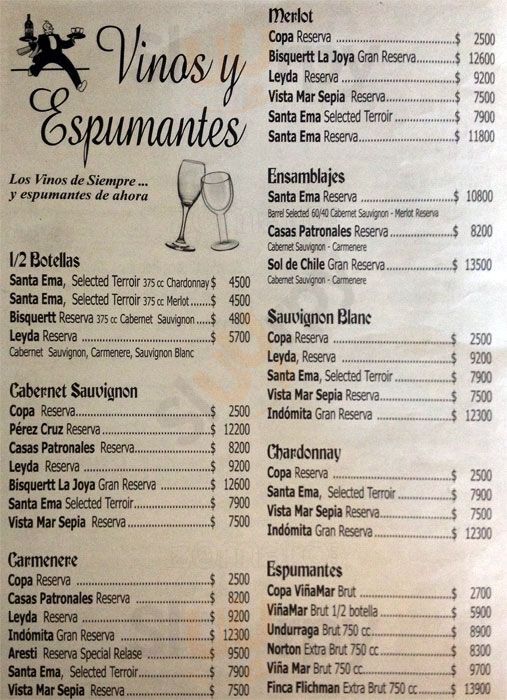 Vinos y
Espumantes
Los Vinos de Siempre ...
y espumantes de ahora
1/2 Botellas
Santa Ema, Selected Terroir 375 cc Chardonnay $ 4500
Santa Ema, Selected Terroir 375 cc Merlot......$ 4500
Bisquertt Reserva 375 cc Cabernet Sauvignon.....$ 4800
Leyda Reserva ..............................$ 5700
Cabernet Sauvignon, Carmenere, Sauvignon Blanc
Cabernet Sauvignon
Copa Reserva..............................$ 2500
Pérez Cruz Reserva..............................$ 12200
Casas Patronales Reserva....................$ 8200
Leyda Reserva..............................$ 9200
Bisquertt La Joya Gran Reserva ............$ 12600
Santa Ema Selected Terroir..................$ 7900
Vista Mar Sepia Reserva......................$ 7500
Carmenere
Copa Reserva ..............................$ 2500
Casas Patronales Reserva ..................$ 8200
Leyda Reserva ..............................$ 9200
Indómita Gran Reserva ......................$ 12300
Aresti Reserva Special Relase ..............$ 9500
Santa Ema, Selected Terroir..................$ 7900
Vista Mar Sepia Reserva......................$ 7500
Merlot
Copa Reserva..............................$ 2500
Bisquertt La Joya Gran Reserva..............$ 12600
Leyda Reserva ..............................$ 9200
Vista Mar Sepia Reserva......................$ 7500
Santa Ema Selected Terroir..................$ 7900
Santa Ema Reserva............................$ 11800
Ensamblajes
Santa Ema Reserva ..........................$ 10800
Barrel Selected 60/40 Cabernet Sauvignon - Merlot Reserva
Casas Patronales Reserva....................$ 8200
Cabernet Sauvignon - Carmenere
Sol de Chile Gran Reserva....................$ 13500
Cabernet Sauvignon - Carmenere
Sauvignon Blanc
Copa Reserva ..............................$ 2500
Leyda, Reserva ..............................$ 9200
Santa Ema, Selected Terroir..................$ 7900
Vista Mar Sepia Reserva......................$ 7500
Indómita Gran Reserva........................$ 12300
Chardonnay
Copa Reserva ..............................$ 2500
Santa Ema, Selected Terroir ................$ 7900
Vista Mar Sepia Reserva ....................$ 7500
Indómita Gran Reserva........................$ 12300
Espumantes
Copa ViñaMar Brut ..........................$ 2700
ViñaMar Brut 1/2 botella ....................$ 5900
Undurraga Brut 750 cc........................$ 8900
Norton Extra Brut 750 cc....................$ 8300
Viña Mar Brut 750 cc........................$ 9700
Finca Flichman Extra Brut 750 cc............$ 13900